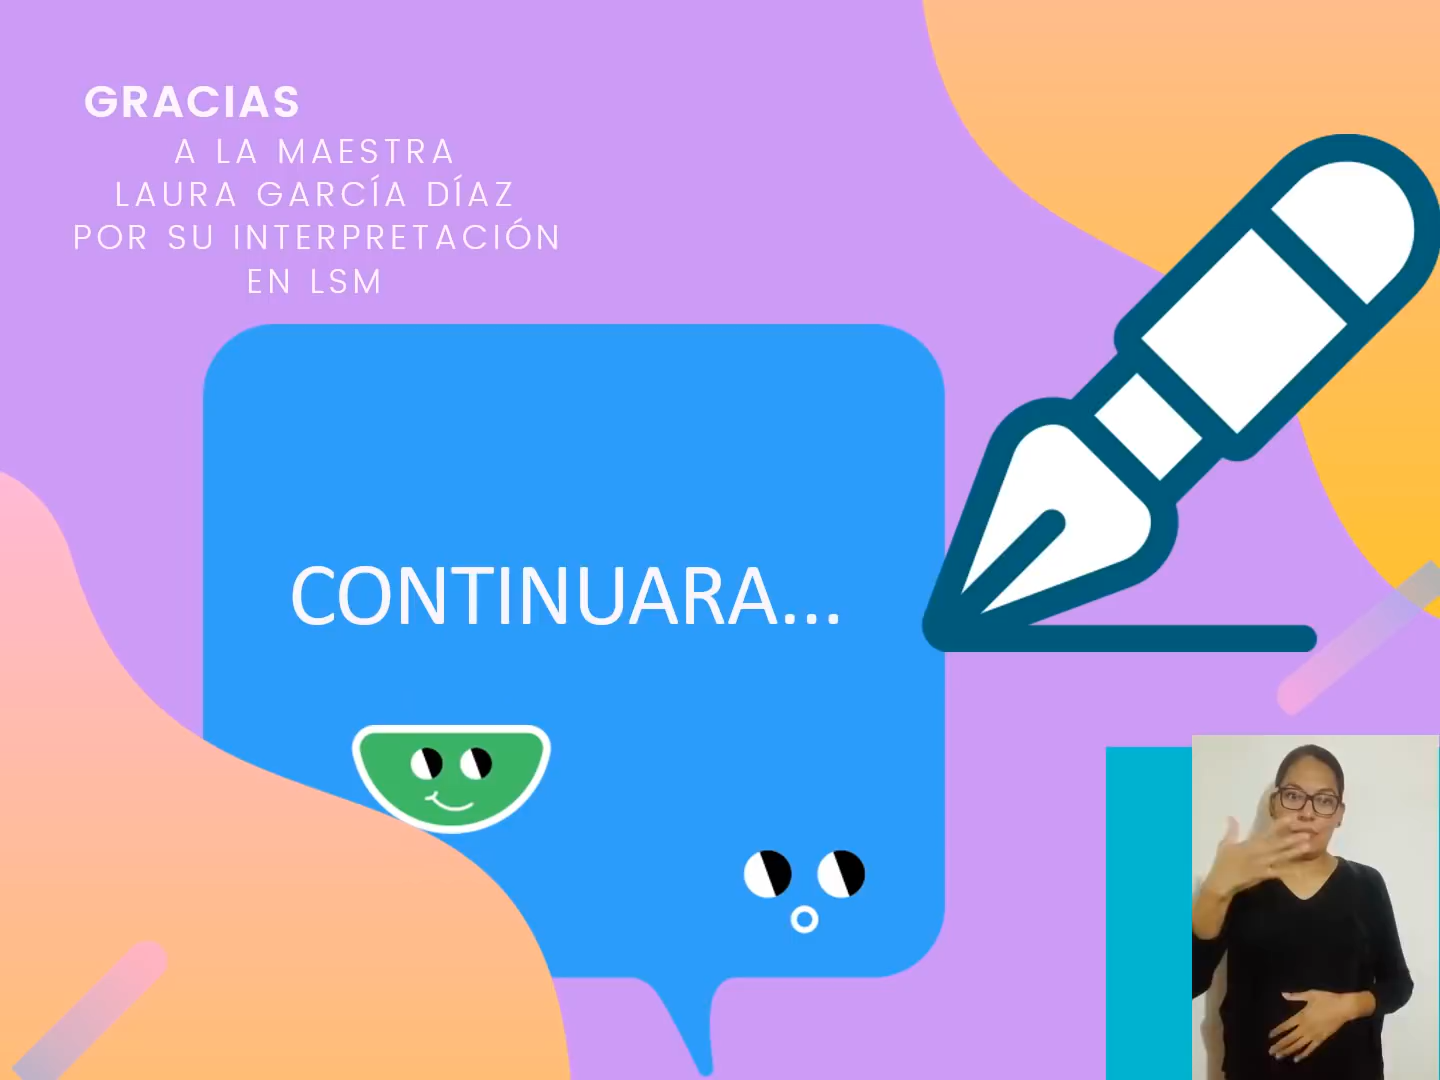 GRACIAS
A LA MAESTRA
LAURA GARCÍA DÍAZ
POR SU INTERPRETACIÓN
EN LSM
CONTINUARA...